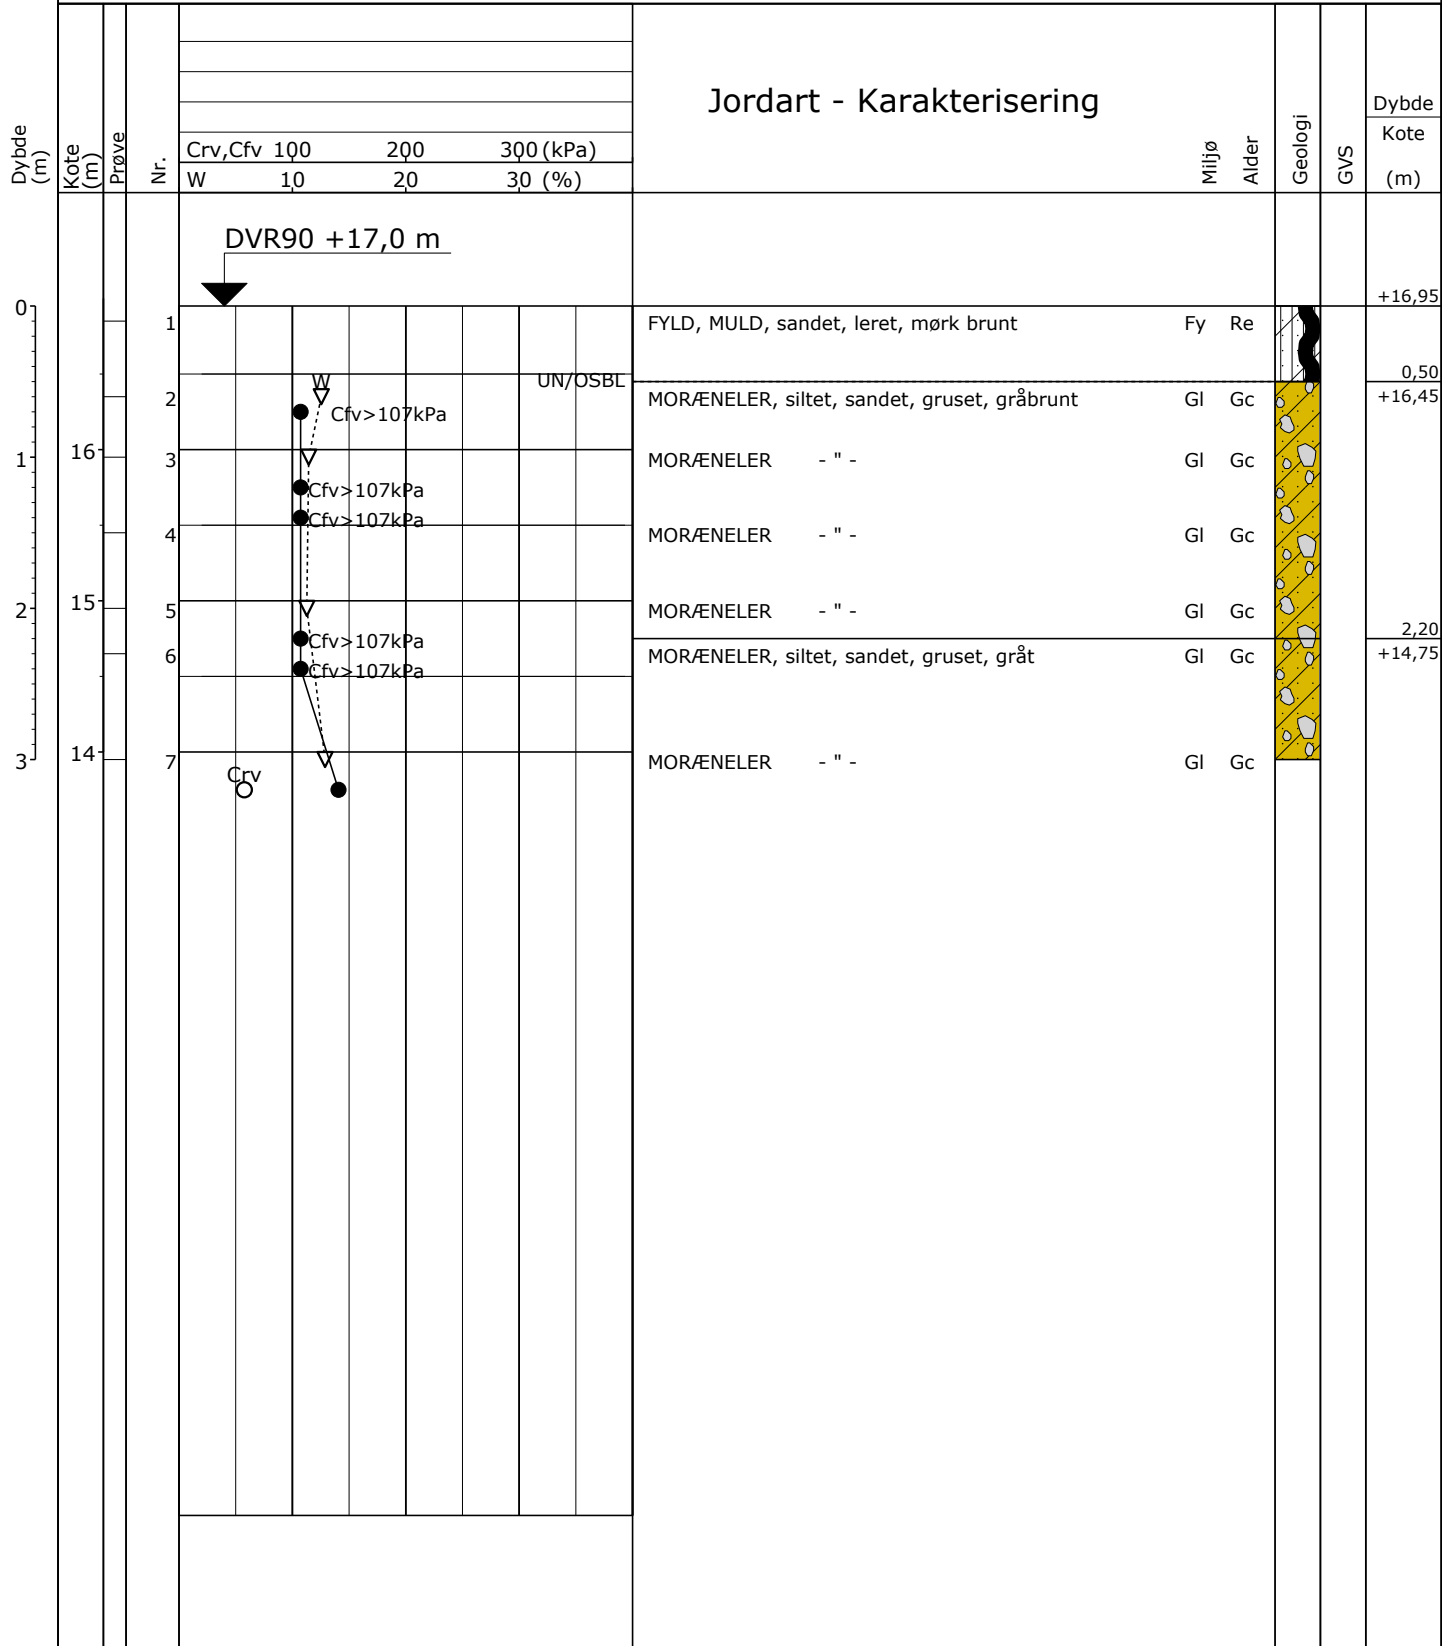 Jordart - Karakterisering
Dybde
(m)
Kote
(m)
Prøve
Nr.
Crv,Cfv 100 200 300 (kPa)
W 10 20 30 (%)
Miljø
Alder
Geologi
GVS
Dybde
Kote
(m)
DVR90 +17,0 m
+16,95
0
1 FYLD, MULD, sandet, leret, mørk brunt Fy Re
0,50
W UN/OSBL
2 Cfv>107kPa MORÆNELER, siltet, sandet, gruset, gråbrunt Gl Gc +16,45
1 16 3 MORÆNELER - " - Gl Gc
Cfv>107kPa
Cfv>107kPa
4 MORÆNELER - " - Gl Gc
2 15 5 MORÆNELER - " - Gl Gc
2,20
Cfv>107kPa
6 MORÆNELER, siltet, sandet, gruset, gråt Gl Gc +14,75
Cfv>107kPa
3 14 7 MORÆNELER - " - Gl Gc
Crv